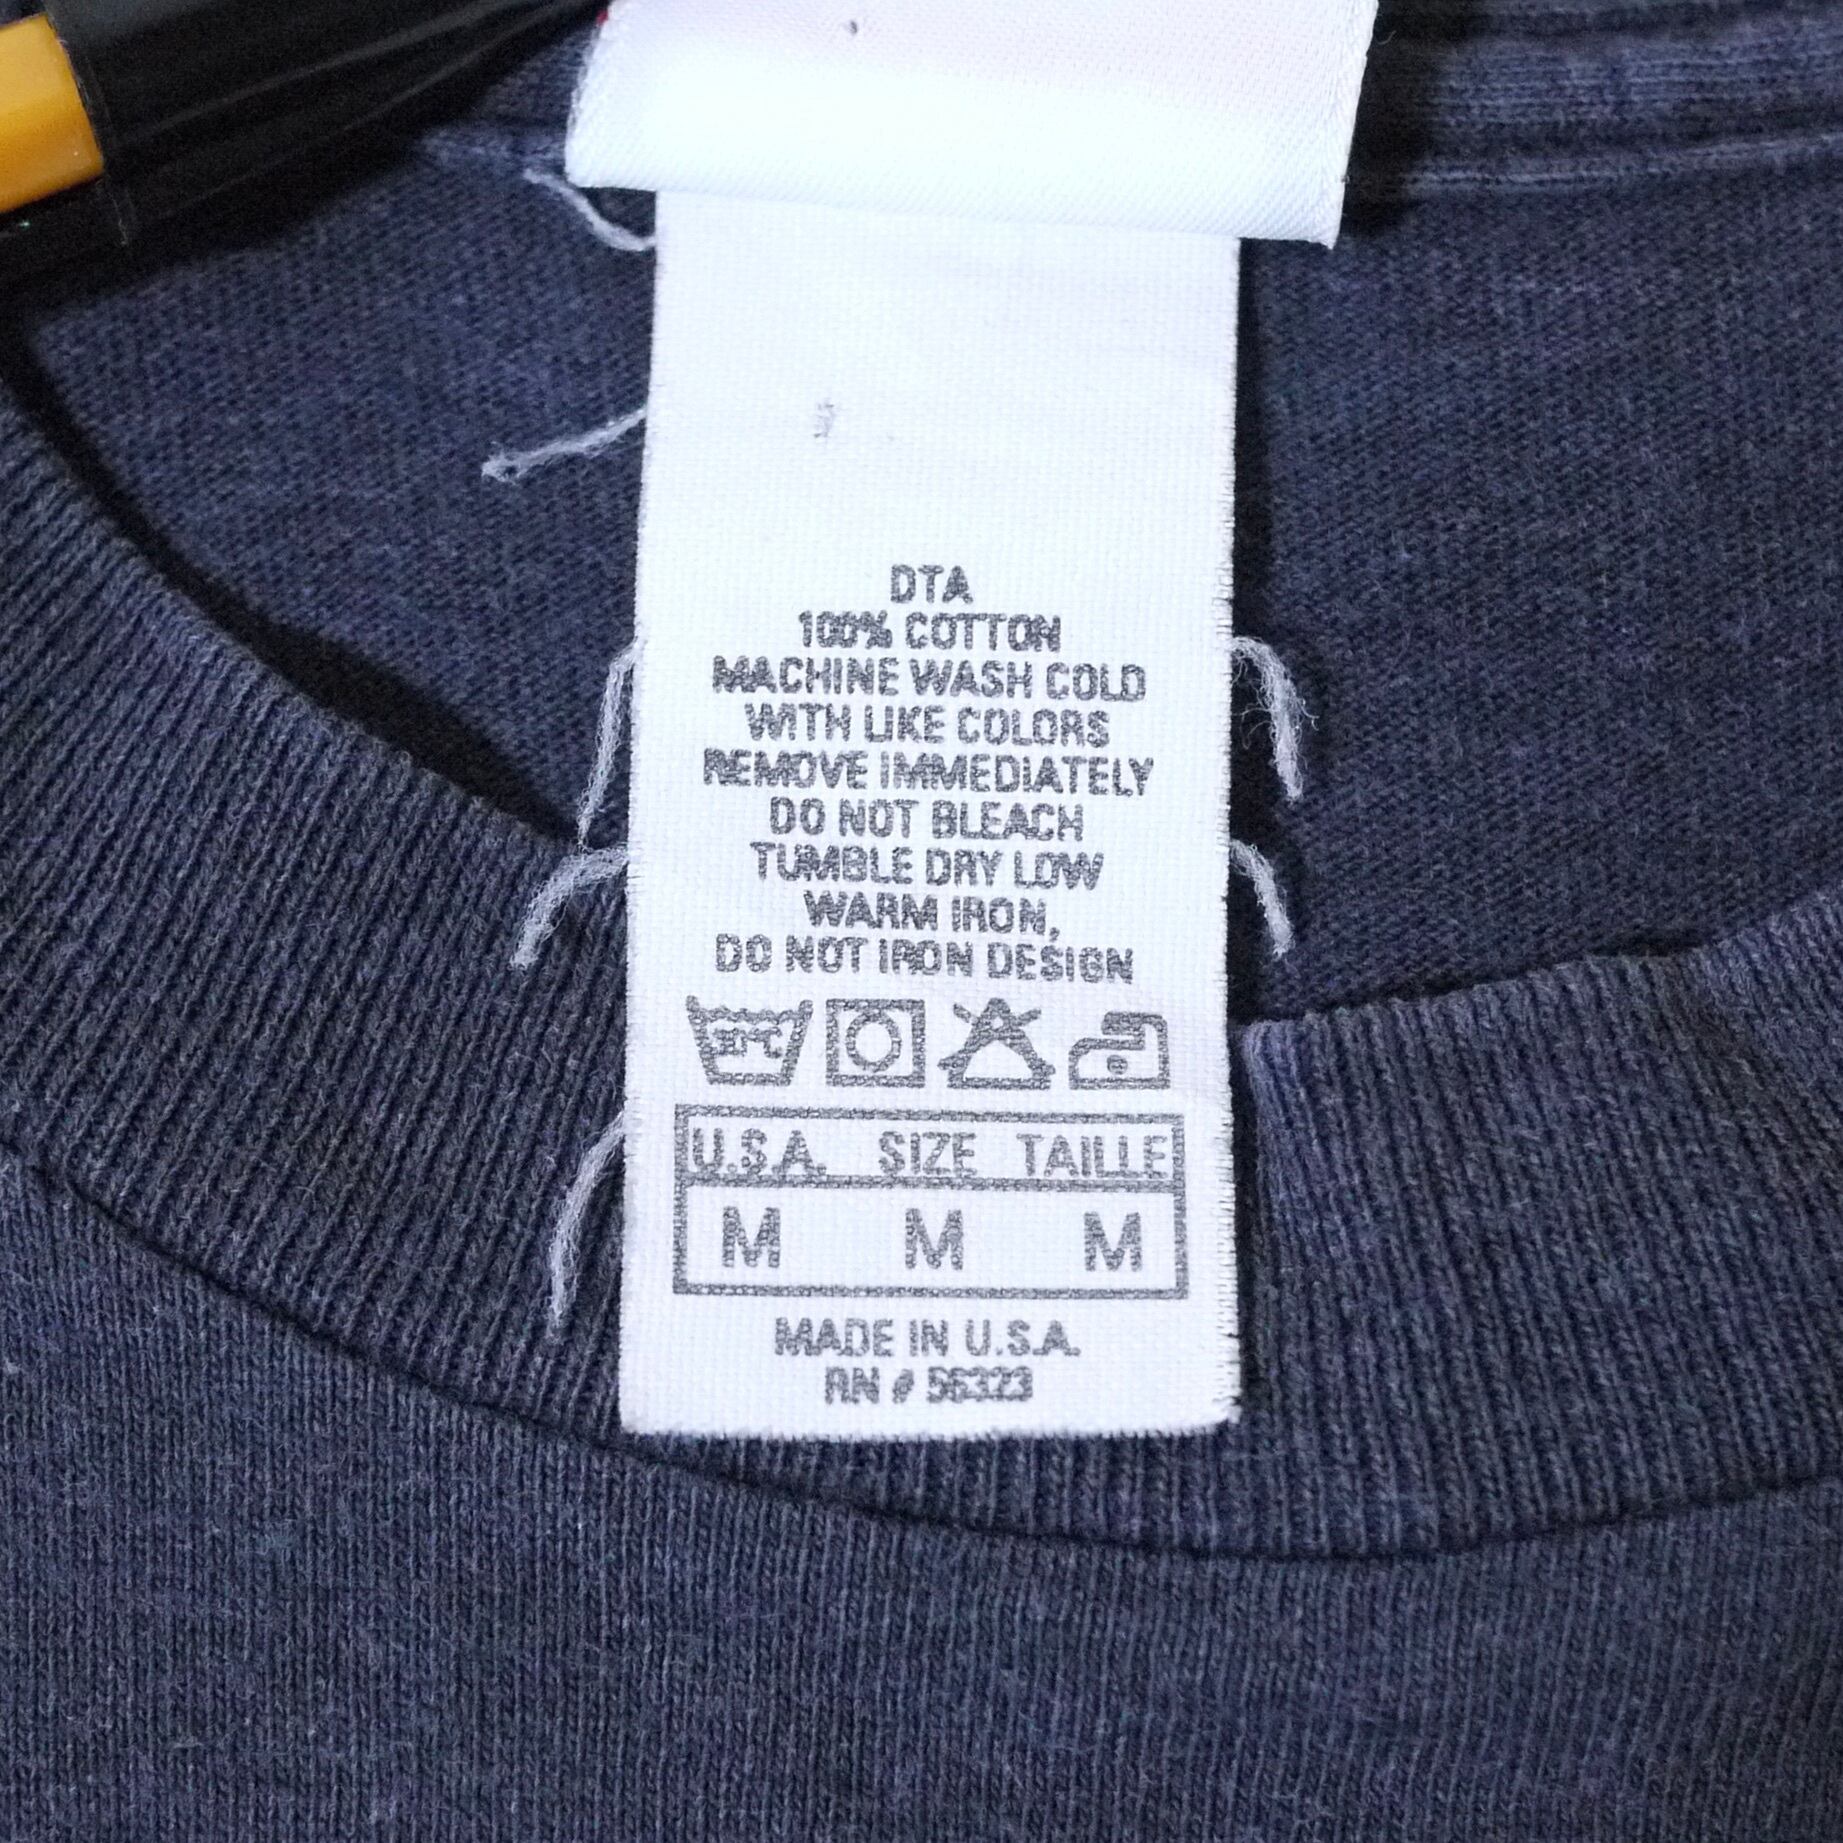 DTA
100% COTTON
MACHINE WASH COLD
WITH LIKE COLORS
REMOVE IMMEDIATELY
DO NOT BLEACH
TUMBLE DRY LOW
WARM IRON,
DO NOT IRON DESIGN
U.S.A. SIZE TAILLE
M M M
MADE IN U.S.A.
RN # 56323